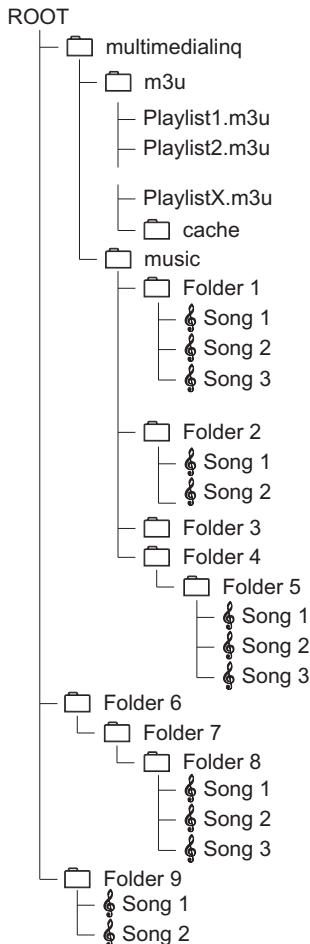 ROOT
multimedialinq
m3u
Playlist1.m3u
Playlist2.m3u
PlaylistX.m3u
cache
music
Folder 1
Song 1
Song 2
Song 3
Folder 2
Song 1
Song 2
Folder 3
Folder 4
Folder 5
Song 1
Song 2
Song 3
Folder 6
Folder 7
Folder 8
Song 1
Song 2
Song 3
Folder 9
Song 1
Song 2